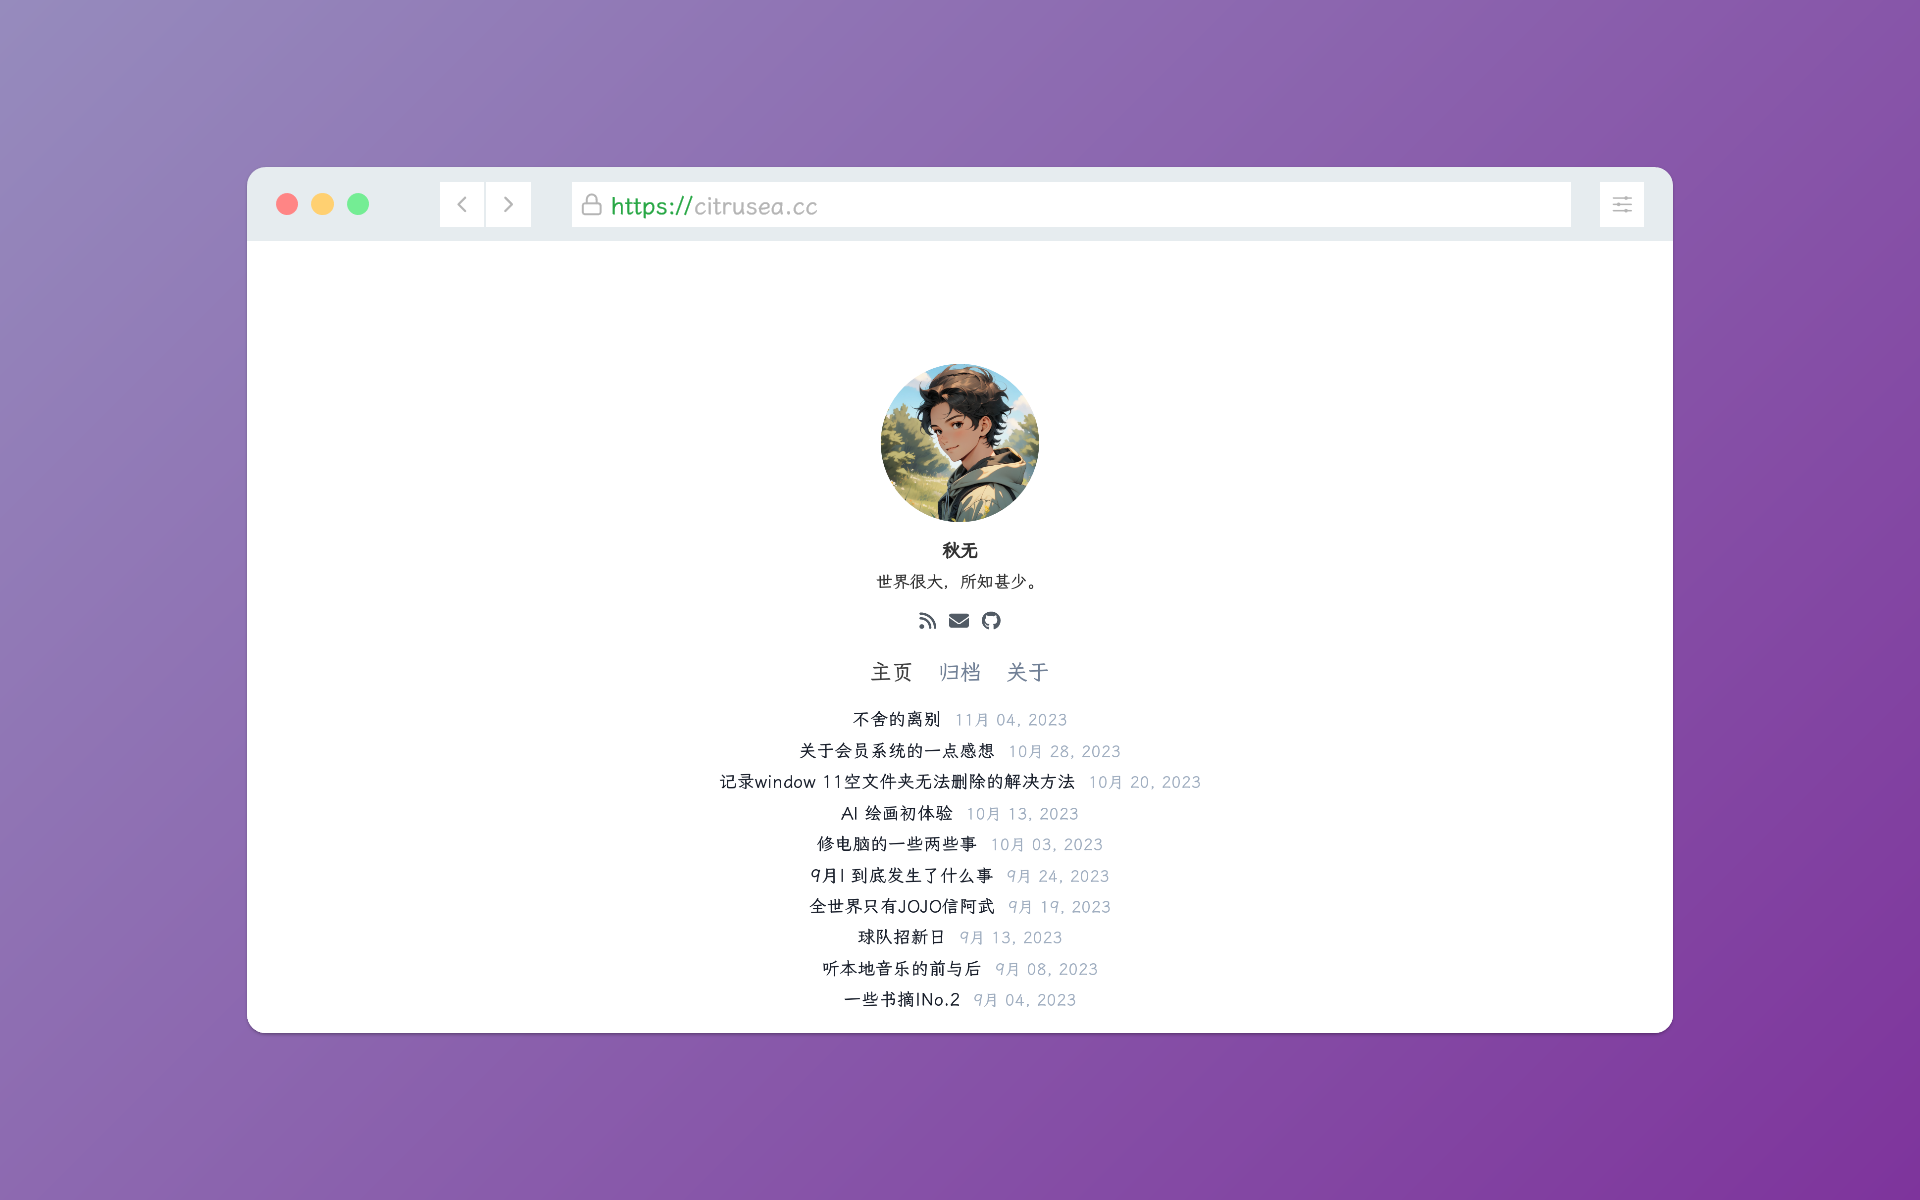 https://citrusea.cc
秋无
世界很大，所知甚少。
主页 归档 关于
不舍的离别 11月 04, 2023
关于会员系统的一点感想 10月 28, 2023
记录window 11空文件夹无法删除的解决方法 10月 20, 2023
AI 绘画初体验 10月 13, 2023
修电脑的一些两些事 10月 03, 2023
9月| 到底发生了什么事 9月 24, 2023
全世界只有JOJO信阿武 9月 19, 2023
球队招新日 9月 13, 2023
听本地音乐的前与后 9月 08, 2023
一些书摘|No.2 9月 04, 2023